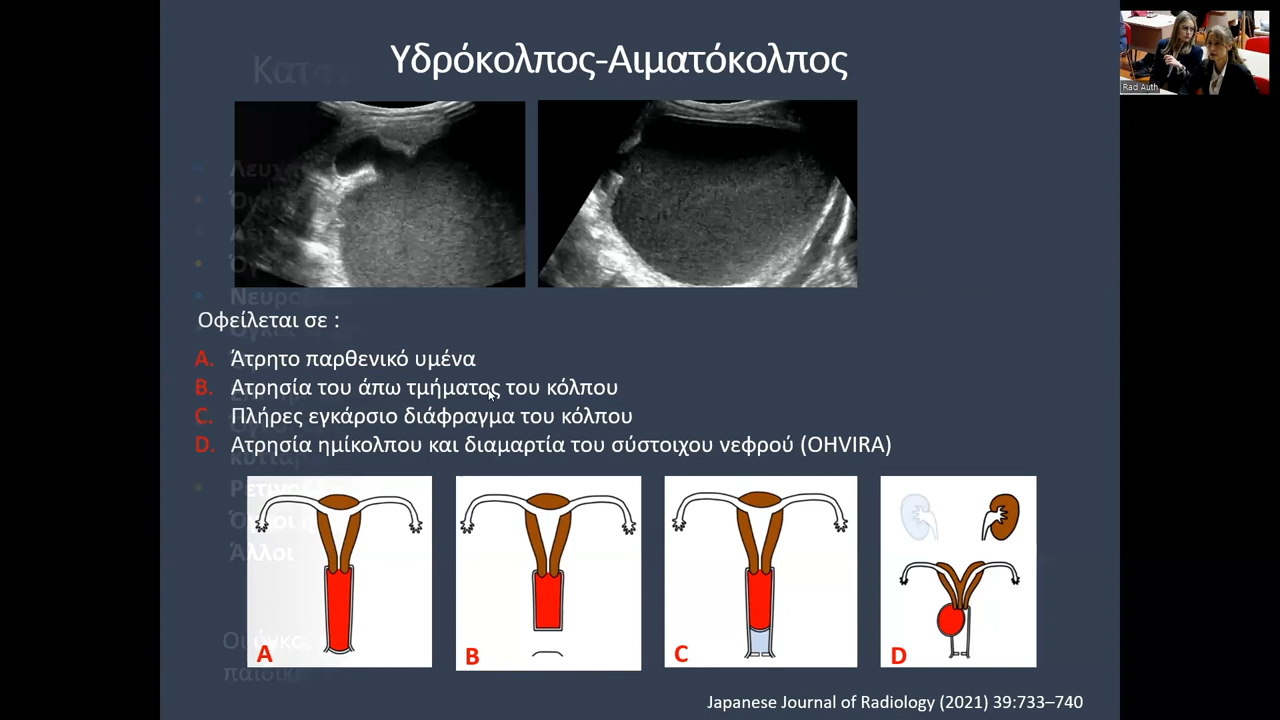 Υδρόκολπος-Αιματόκολπος
Rad Auth
Οφείλεται σε :
A. Άτρητο παρθενικό υμένα
B. Ατρησία του άπω τμήματος του κόλπου
C. Πλήρες εγκάρσιο διάφραγμα του κόλπου
D. Ατρησία ημίκολπου και διαμαρτία του σύστοιχου νεφρού (OHVIRA)
Άλλοι
A
B
C
D
Japanese Journal of Radiology (2021) 39:733–740